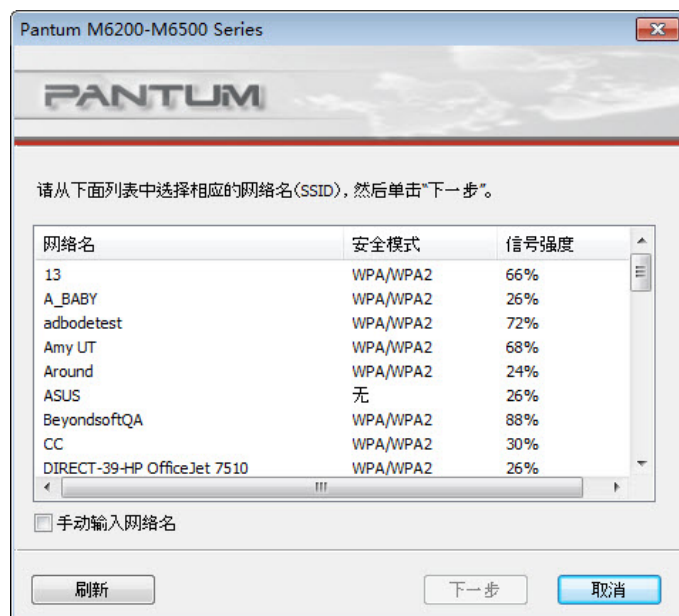 Pantum M6200-M6500 Series
PANTUM
请从下面列表中选择相应的网络名(SSID)，然后单击“下一步”。
网络名 安全模式 信号强度
13 WPA/WPA2 66%
A_BABY WPA/WPA2 26%
adbodetest WPA/WPA2 72%
Amy UT WPA/WPA2 68%
Around WPA/WPA2 24%
ASUS 无 26%
BeyondsoftQA WPA/WPA2 88%
CC WPA/WPA2 30%
DIRECT-39-HP OfficeJet 7510 WPA/WPA2 26%
手动输入网络名
刷新 下一步 取消